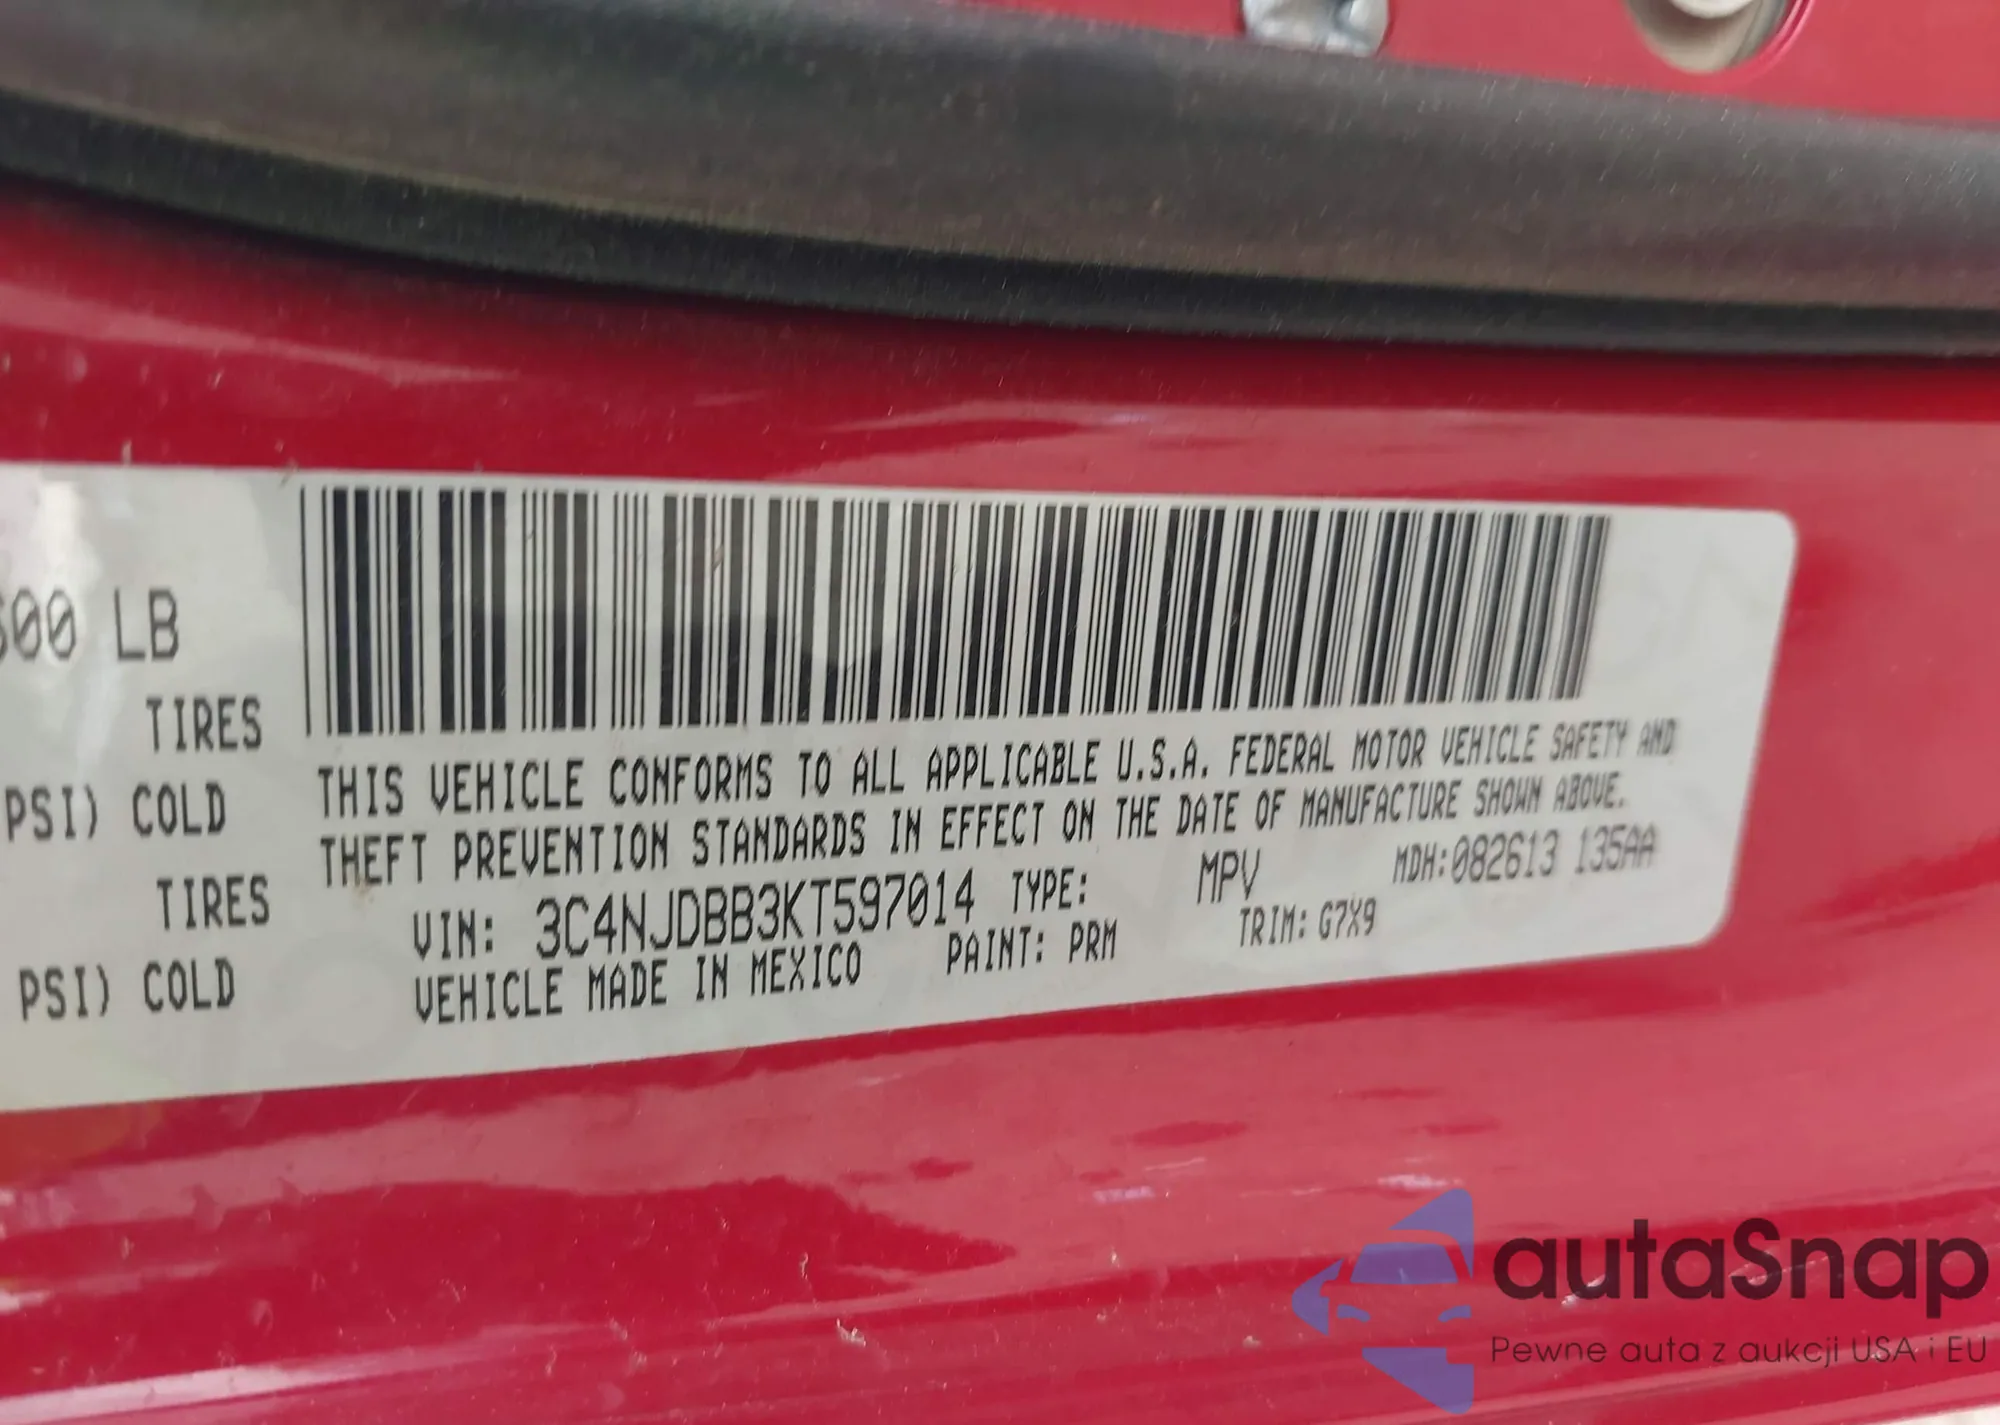 600 LB
TIRES
PSI) COLD
TIRES
PSI) COLD
THIS VEHICLE CONFORMS TO ALL APPLICABLE U.S.A. FEDERAL MOTOR VEHICLE SAFETY AND
THEFT PREVENTION STANDARDS IN EFFECT ON THE DATE OF MANUFACTURE SHOWN ABOVE.
VIN: 3C4NJDBB3KT597014 TYPE: MPV MDH:082613 135AA
VEHICLE MADE IN MEXICO PAINT: PRM TRIM: G7X9
autaSnap
Pewne auta z aukcji USA i EU